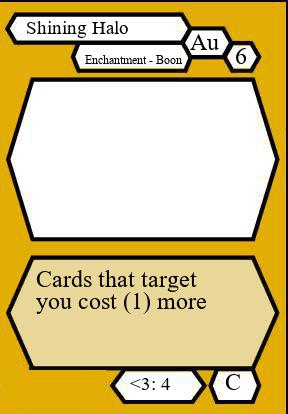 Shining Halo
Au
Enchantment - Boon
6
Cards that target
you cost (1) more
<3: 4
C